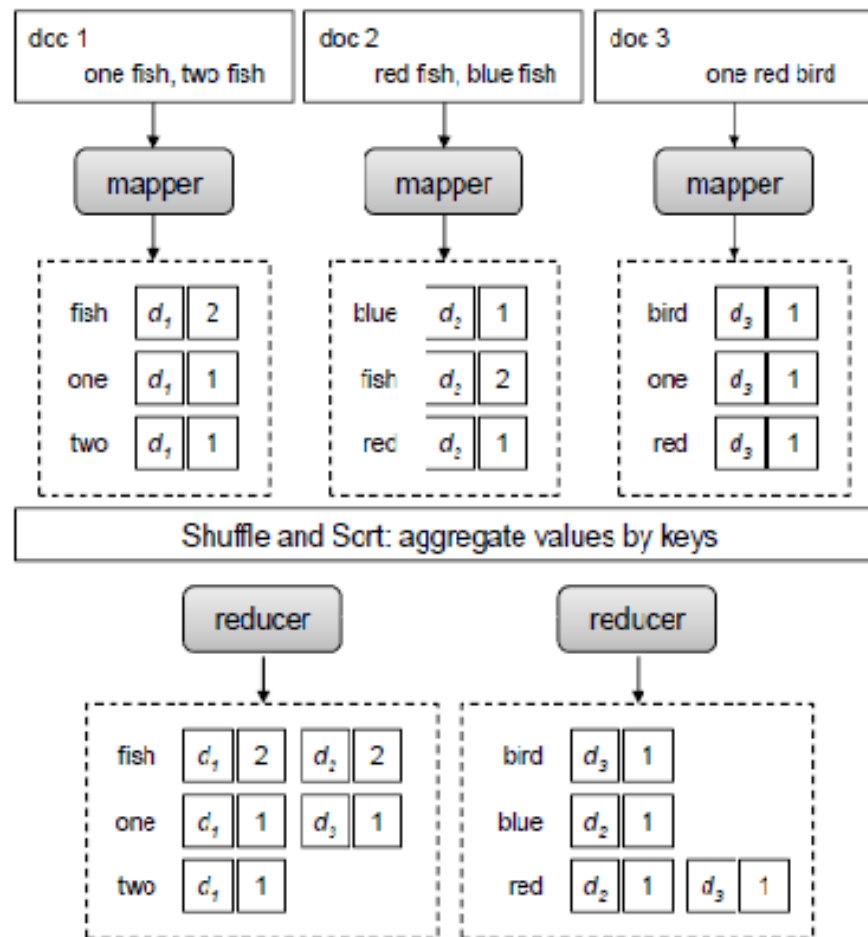 doc 1
one fish, two fish
doc 2
red fish, blue fish
doc 3
one red bird
mapper
mapper
mapper
fish d1 2
one d1 1
two d1 1
blue d2 1
fish d2 2
red d2 1
bird d3 1
one d3 1
red d3 1
Shuffle and Sort: aggregate values by keys
reducer
reducer
fish d1 2 d2 2
one d1 1 d3 1
two d1 1
bird d3 1
blue d2 1
red d2 1 d3 1